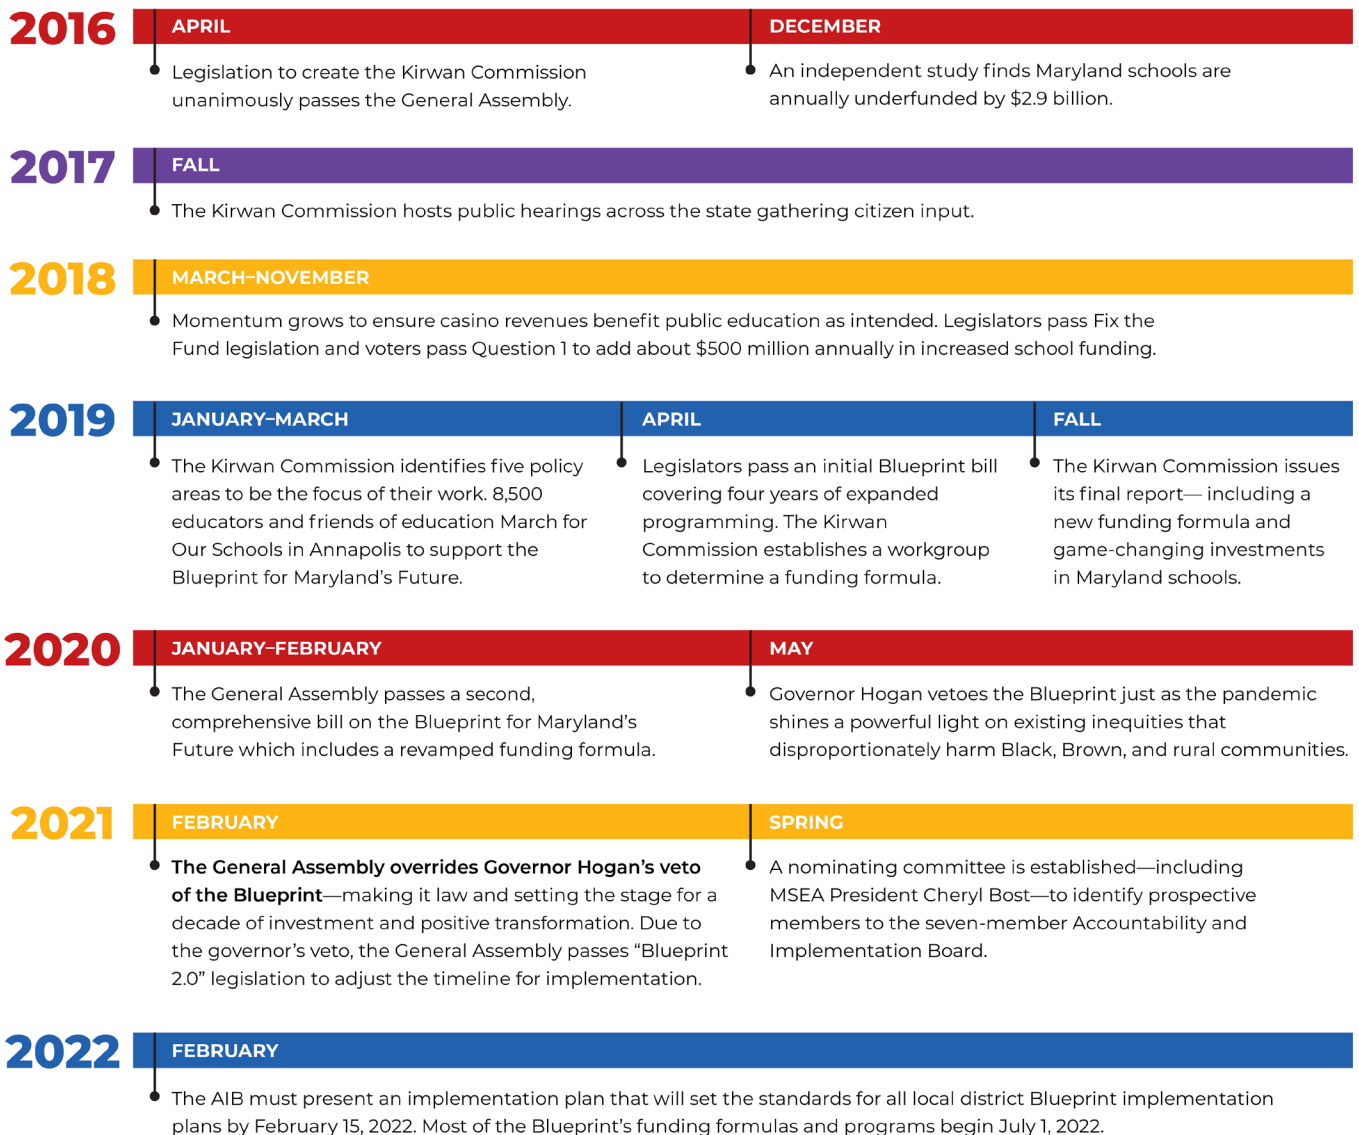 2016
APRIL
Legislation to create the Kirwan Commission
unanimously passes the General Assembly.
DECEMBER
An independent study finds Maryland schools are
annually underfunded by $2.9 billion.
2017
FALL
The Kirwan Commission hosts public hearings across the state gathering citizen input.
2018
MARCH–NOVEMBER
Momentum grows to ensure casino revenues benefit public education as intended. Legislators pass Fix the
Fund legislation and voters pass Question 1 to add about $500 million annually in increased school funding.
2019
JANUARY–MARCH
The Kirwan Commission identifies five policy
areas to be the focus of their work. 8,500
educators and friends of education March for
Our Schools in Annapolis to support the
Blueprint for Maryland’s Future.
APRIL
Legislators pass an initial Blueprint bill
covering four years of expanded
programming. The Kirwan
Commission establishes a workgroup
to determine a funding formula.
FALL
The Kirwan Commission issues
its final report— including a
new funding formula and
game-changing investments
in Maryland schools.
2020
JANUARY–FEBRUARY
The General Assembly passes a second,
comprehensive bill on the Blueprint for Maryland’s
Future which includes a revamped funding formula.
MAY
Governor Hogan vetoes the Blueprint just as the pandemic
shines a powerful light on existing inequities that
disproportionately harm Black, Brown, and rural communities.
2021
FEBRUARY
The General Assembly overrides Governor Hogan’s veto
of the Blueprint—making it law and setting the stage for a
decade of investment and positive transformation. Due to
the governor’s veto, the General Assembly passes “Blueprint
2.0” legislation to adjust the timeline for implementation.
SPRING
A nominating committee is established—including
MSEA President Cheryl Bost—to identify prospective
members to the seven-member Accountability and
Implementation Board.
2022
FEBRUARY
The AIB must present an implementation plan that will set the standards for all local district Blueprint implementation
plans by February 15, 2022. Most of the Blueprint’s funding formulas and programs begin July 1, 2022.